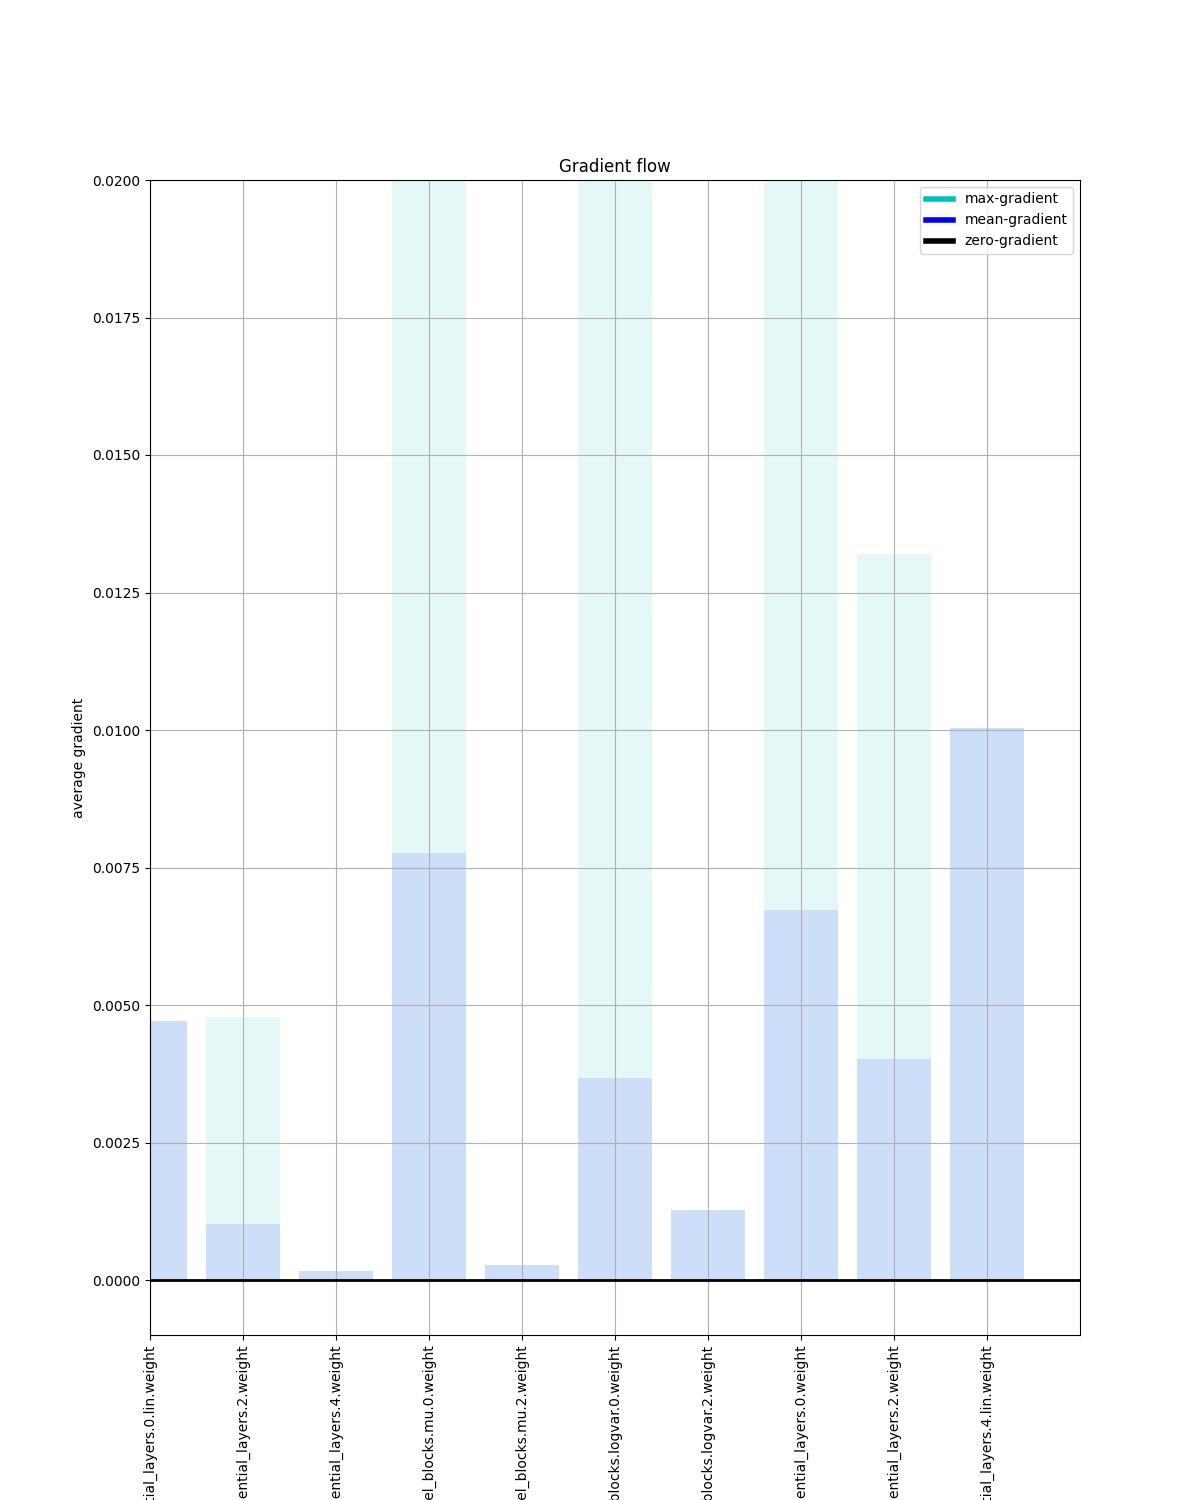 Gradient flow
max-gradient
mean-gradient
zero-gradient
0.0200
0.0175
0.0150
0.0125
0.0100
0.0075
0.0050
0.0025
0.0000
average gradient
tial_layers.0.lin.weight
ential_layers.2.weight
ential_layers.4.weight
el_blocks.mu.0.weight
el_blocks.mu.2.weight
blocks.logvar.0.weight
blocks.logvar.2.weight
ential_layers.0.weight
ential_layers.2.weight
tial_layers.4.lin.weight